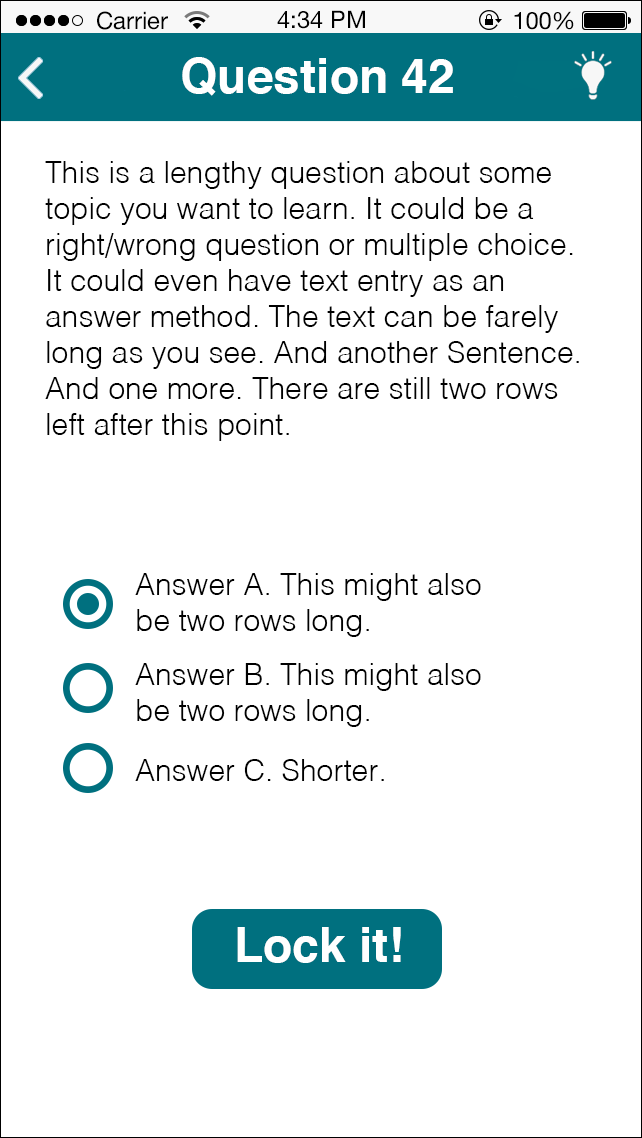 Carrier 4:34 PM 100%
Question 42
This is a lengthy question about some
topic you want to learn. It could be a
right/wrong question or multiple choice.
It could even have text entry as an
answer method. The text can be farely
long as you see. And another Sentence.
And one more. There are still two rows
left after this point.
Answer A. This might also
be two rows long.
Answer B. This might also
be two rows long.
Answer C. Shorter.
Lock it!